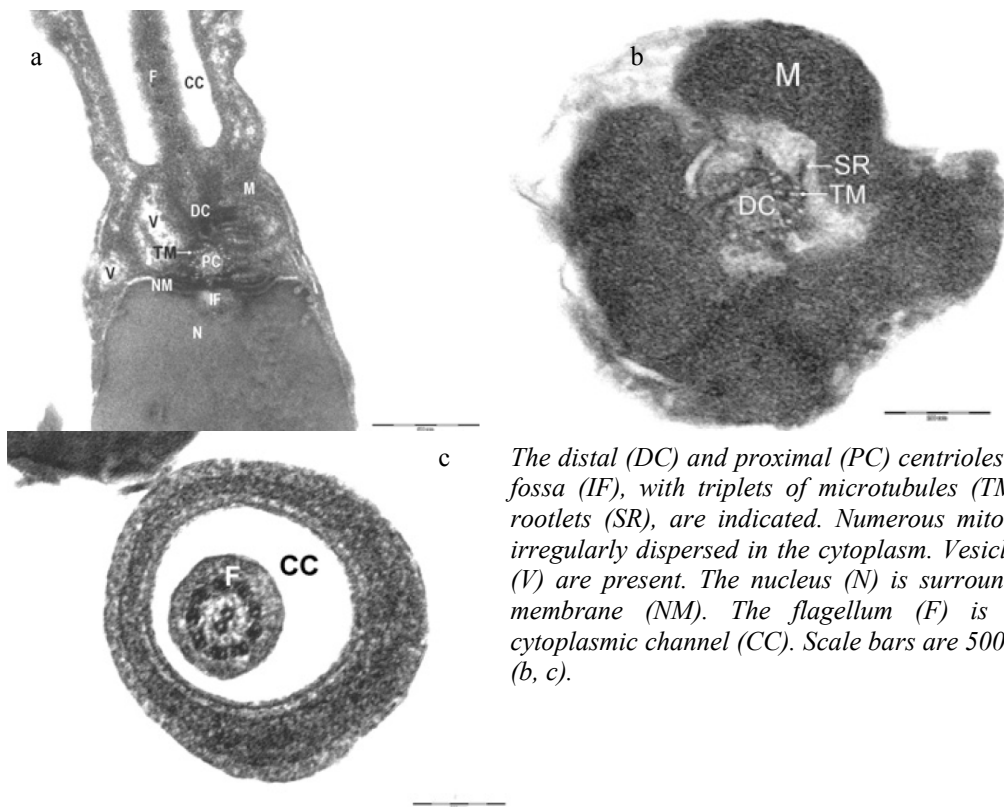 a
F
CC
M
DC
V
TM
PC
V
NM
IF
N
b
M
SR
TM
DC
c
F
CC
The distal (DC) and proximal (PC) centrioles
fossa (IF), with triplets of microtubules (TM
rootlets (SR), are indicated. Numerous mito
irregularly dispersed in the cytoplasm. Vesicl
(V) are present. The nucleus (N) is surroun
membrane (NM). The flagellum (F) is
cytoplasmic channel (CC). Scale bars are 500
(b, c).